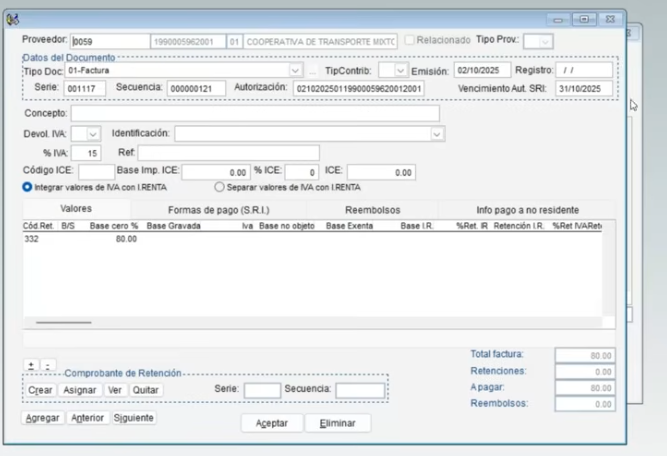 Proveedor: 0059 1990005962001 01 COOPERATIVA DE TRANSPORTE MIXTO Relacionado Tipo Prov.:
Datos del Documento
Tipo Doc: 01-Factura ... TipContrib: Emisión: 02/10/2025 Registro: / /
Serie: 001117 Secuencia: 000000121 Autorización: 021020250119900059620012001 Vencimiento Aut. SRI: 31/10/2025
Concepto:
Devol. IVA: Identificación:
% IVA: 15 Ref:
Código ICE: Base Imp. ICE: 0.00 % ICE: 0 ICE: 0.00
Integrar valores de IVA con I.RENTA Separar valores de IVA con I.RENTA
Valores Formas de pago (S.R.I.) Reembolsos Info pago a no residente
Cód.Ret. B/S Base cero % Base Gravada Iva Base no objeto Base Exenta Base I.R. %Ret. IR Retención I.R. %Ret IVA Rete
332 80.00
Total factura: 80.00
+ - Retenciones: 0.00
Comprobante de Retención
Crear Asignar Ver Quitar Serie: Secuencia: A pagar: 80.00
Reembolsos: 0.00
Agregar Anterior Siguiente Aceptar Eliminar